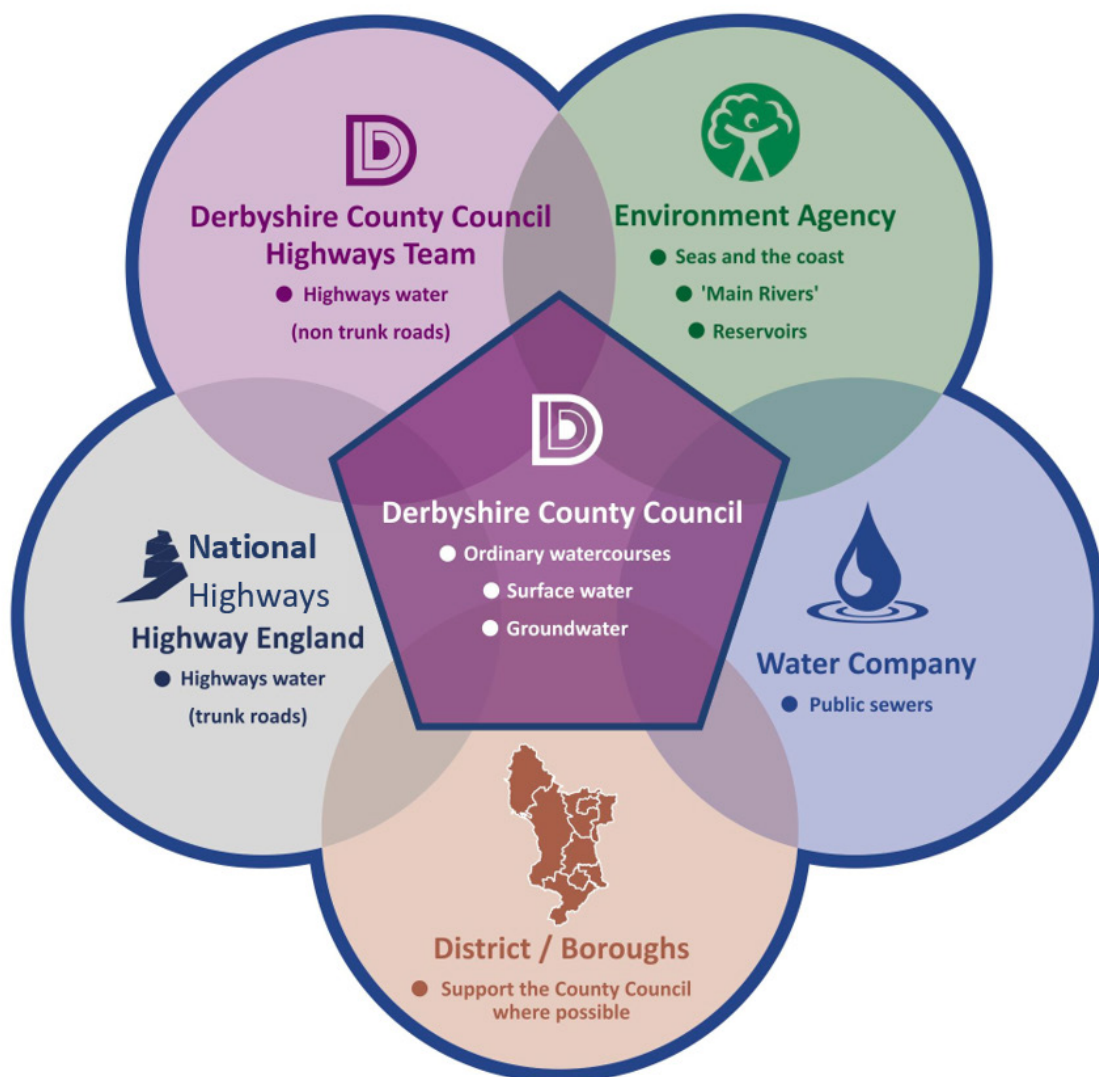 Derbyshire County Council
Highways Team
● Highways water
(non trunk roads)
Environment Agency
● Seas and the coast
● 'Main Rivers'
● Reservoirs
Derbyshire County Council
● Ordinary watercourses
● Surface water
● Groundwater
National
Highways
Highway England
● Highways water
(trunk roads)
Water Company
● Public sewers
District / Boroughs
● Support the County Council
where possible